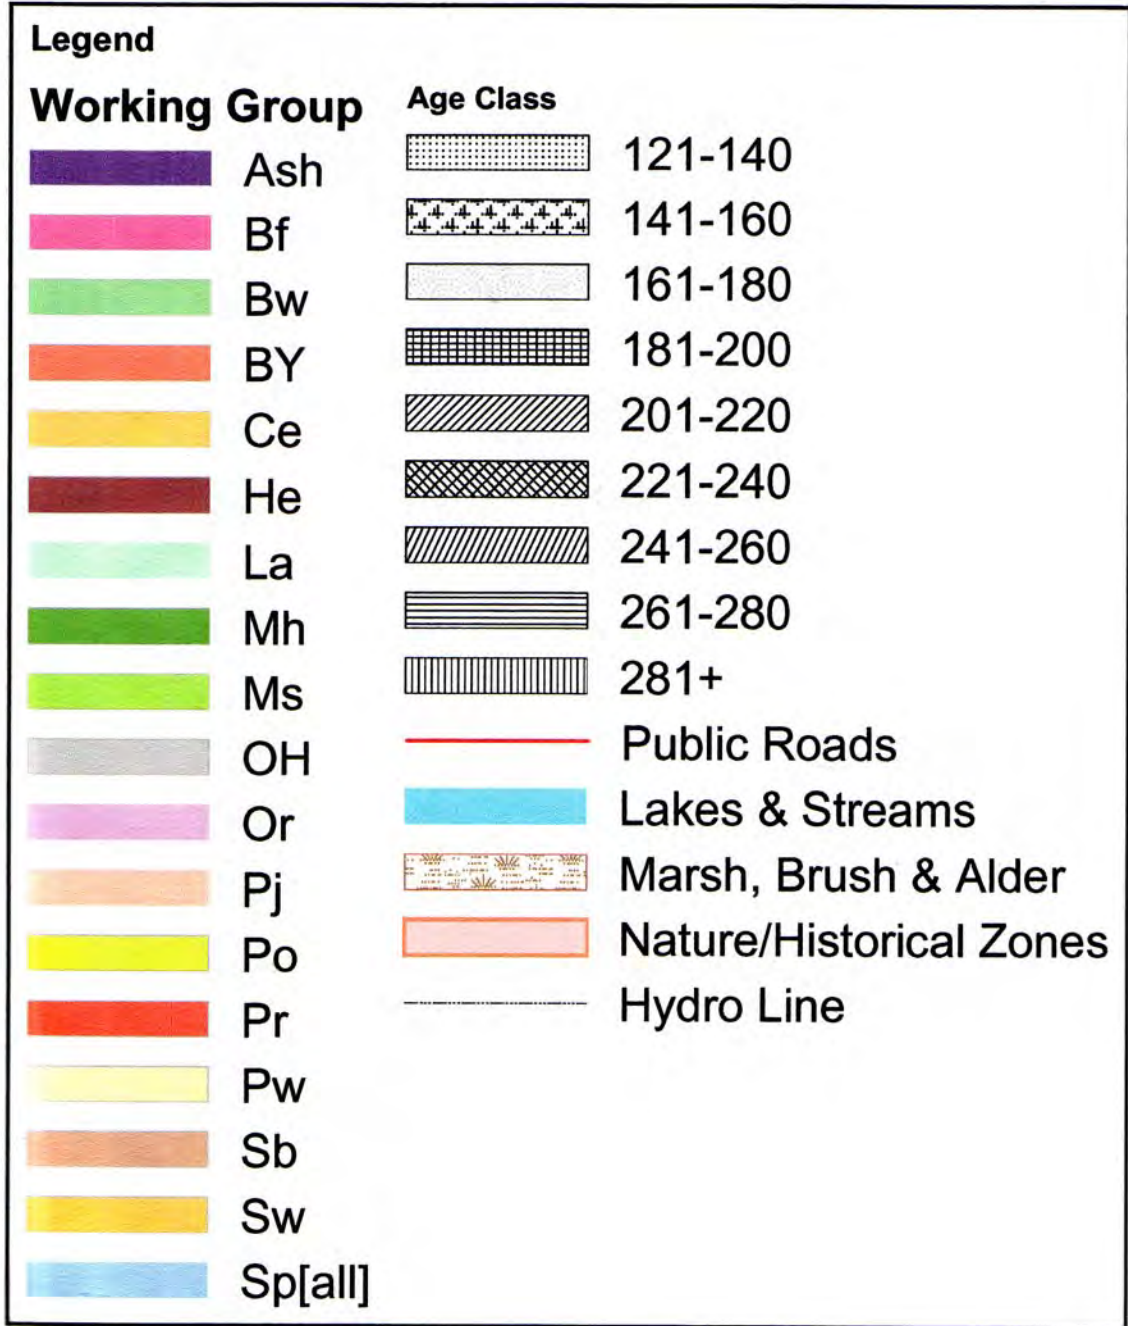 Legend
Working Group
Ash
Bf
Bw
BY
Ce
He
La
Mh
Ms
OH
Or
Pj
Po
Pr
Pw
Sb
Sw
Sp[all]
Age Class
121-140
141-160
161-180
181-200
201-220
221-240
241-260
261-280
281+
Public Roads
Lakes & Streams
Marsh, Brush & Alder
Nature/Historical Zones
Hydro Line